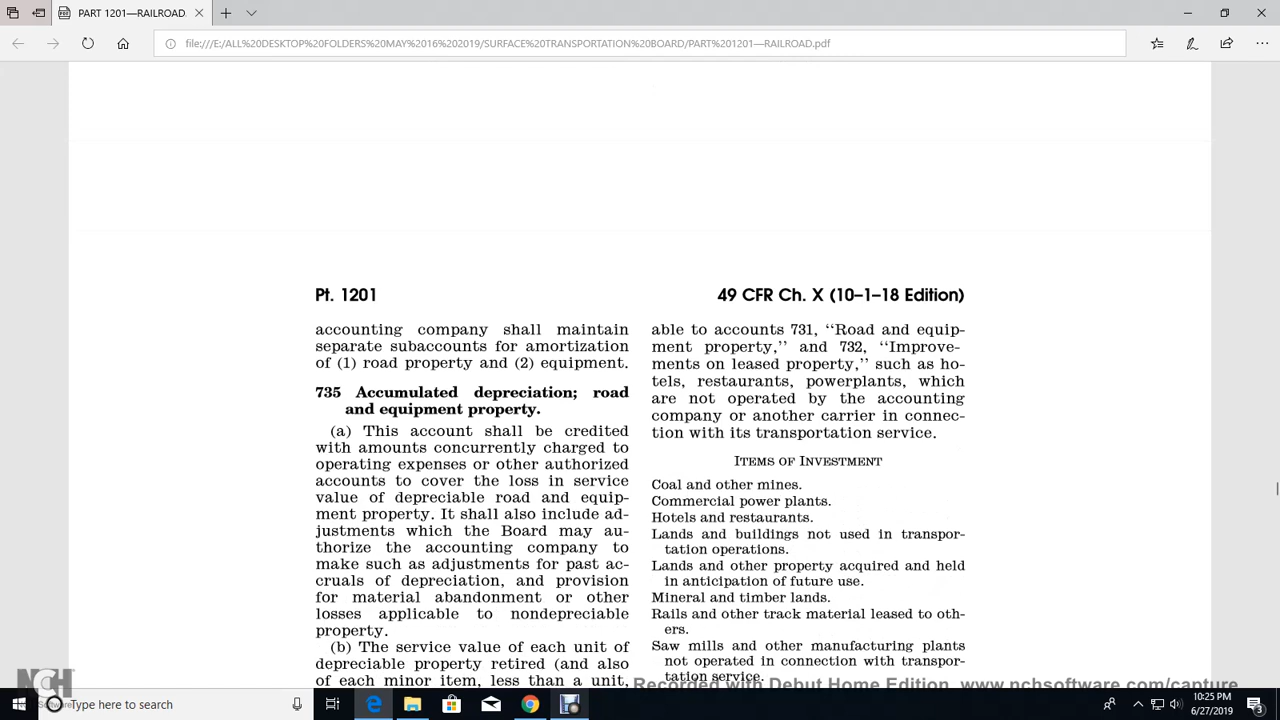 PART 1201—RAILROAD
file:///E:/ALL%20DESKTOP%20FOLDERS%20MAY%2016%202019/SURFACE%20TRANSPORTATION%20BOARD/PART%201201—RAILROAD.pdf
Pt. 1201
49 CFR Ch. X (10–1–18 Edition)
accounting company shall maintain
separate subaccounts for amortization
of (1) road property and (2) equipment.
735 Accumulated depreciation; road
and equipment property.
(a) This account shall be credited
with amounts concurrently charged to
operating expenses or other authorized
accounts to cover the loss in service
value of depreciable road and equip-
ment property. It shall also include ad-
justments which the Board may au-
thorize the accounting company to
make such as adjustments for past ac-
cruals of depreciation, and provision
for material abandonment or other
losses applicable to nondepreciable
property.
(b) The service value of each unit of
depreciable property retired (and also
of each minor item, less than a unit,
able to accounts 731, ‘‘Road and equip-
ment property,’’ and 732, ‘‘Improve-
ments on leased property,’’ such as ho-
tels, restaurants, powerplants, which
are not operated by the accounting
company or another carrier in connec-
tion with its transportation service.
ITEMS OF INVESTMENT
Coal and other mines.
Commercial power plants.
Hotels and restaurants.
Lands and buildings not used in transpor-
tation operations.
Lands and other property acquired and held
in anticipation of future use.
Mineral and timber lands.
Rails and other track material leased to oth-
ers.
Saw mills and other manufacturing plants
not operated in connection with transpor-
tation service.
Recorded with Debut Home Edition www.nchsoftware.com/capture
NCH
Software
Type here to search
10:25 PM
6/27/2019
3